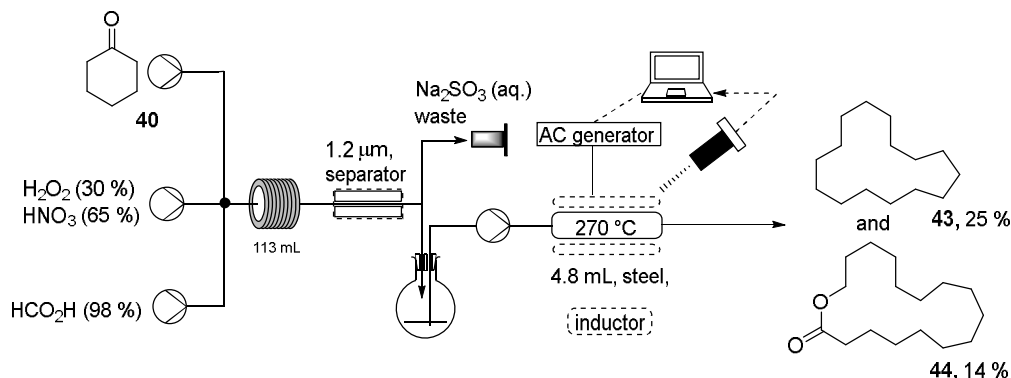 O
40
H2O2 (30 %)
HNO3 (65 %)
HCO2H (98 %)
113 mL
1.2 μm,
separator
Na2SO3 (aq.)
waste
AC generator
270 °C
4.8 mL, steel,
inductor
43, 25 %
and
O
O
44, 14 %